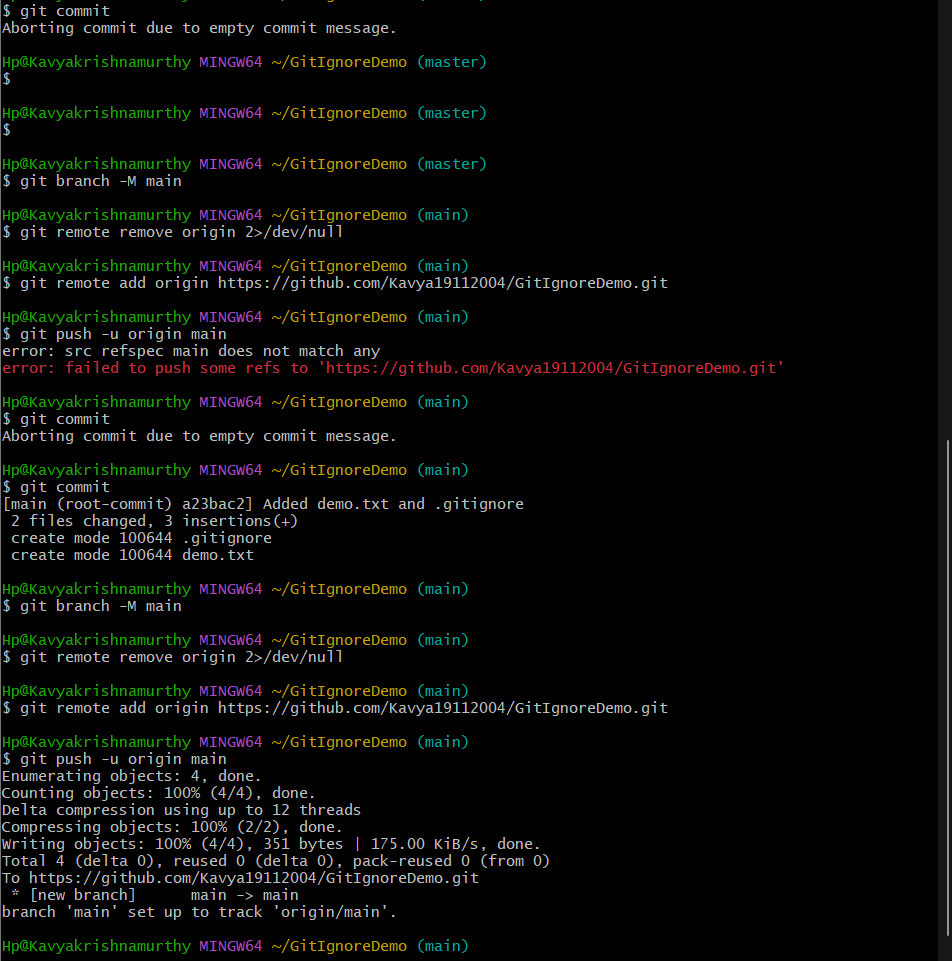 $ git commit
Aborting commit due to empty commit message.
Hp@Kavyakrishnamurthy MINGW64 ~/GitIgnoreDemo (master)
$
Hp@Kavyakrishnamurthy MINGW64 ~/GitIgnoreDemo (master)
$
Hp@Kavyakrishnamurthy MINGW64 ~/GitIgnoreDemo (master)
$ git branch -M main
Hp@Kavyakrishnamurthy MINGW64 ~/GitIgnoreDemo (main)
$ git remote remove origin 2>/dev/null
Hp@Kavyakrishnamurthy MINGW64 ~/GitIgnoreDemo (main)
$ git remote add origin https://github.com/Kavya19112004/GitIgnoreDemo.git
Hp@Kavyakrishnamurthy MINGW64 ~/GitIgnoreDemo (main)
$ git push -u origin main
error: src refspec main does not match any
error: failed to push some refs to 'https://github.com/Kavya19112004/GitIgnoreDemo.git'
Hp@Kavyakrishnamurthy MINGW64 ~/GitIgnoreDemo (main)
$ git commit
Aborting commit due to empty commit message.
Hp@Kavyakrishnamurthy MINGW64 ~/GitIgnoreDemo (main)
$ git commit
[main (root-commit) a23bac2] Added demo.txt and .gitignore
 2 files changed, 3 insertions(+)
 create mode 100644 .gitignore
 create mode 100644 demo.txt
Hp@Kavyakrishnamurthy MINGW64 ~/GitIgnoreDemo (main)
$ git branch -M main
Hp@Kavyakrishnamurthy MINGW64 ~/GitIgnoreDemo (main)
$ git remote remove origin 2>/dev/null
Hp@Kavyakrishnamurthy MINGW64 ~/GitIgnoreDemo (main)
$ git remote add origin https://github.com/Kavya19112004/GitIgnoreDemo.git
Hp@Kavyakrishnamurthy MINGW64 ~/GitIgnoreDemo (main)
$ git push -u origin main
Enumerating objects: 4, done.
Counting objects: 100% (4/4), done.
Delta compression using up to 12 threads
Compressing objects: 100% (2/2), done.
Writing objects: 100% (4/4), 351 bytes | 175.00 KiB/s, done.
Total 4 (delta 0), reused 0 (delta 0), pack-reused 0 (from 0)
To https://github.com/Kavya19112004/GitIgnoreDemo.git
 * [new branch]      main -> main
branch 'main' set up to track 'origin/main'.
Hp@Kavyakrishnamurthy MINGW64 ~/GitIgnoreDemo (main)